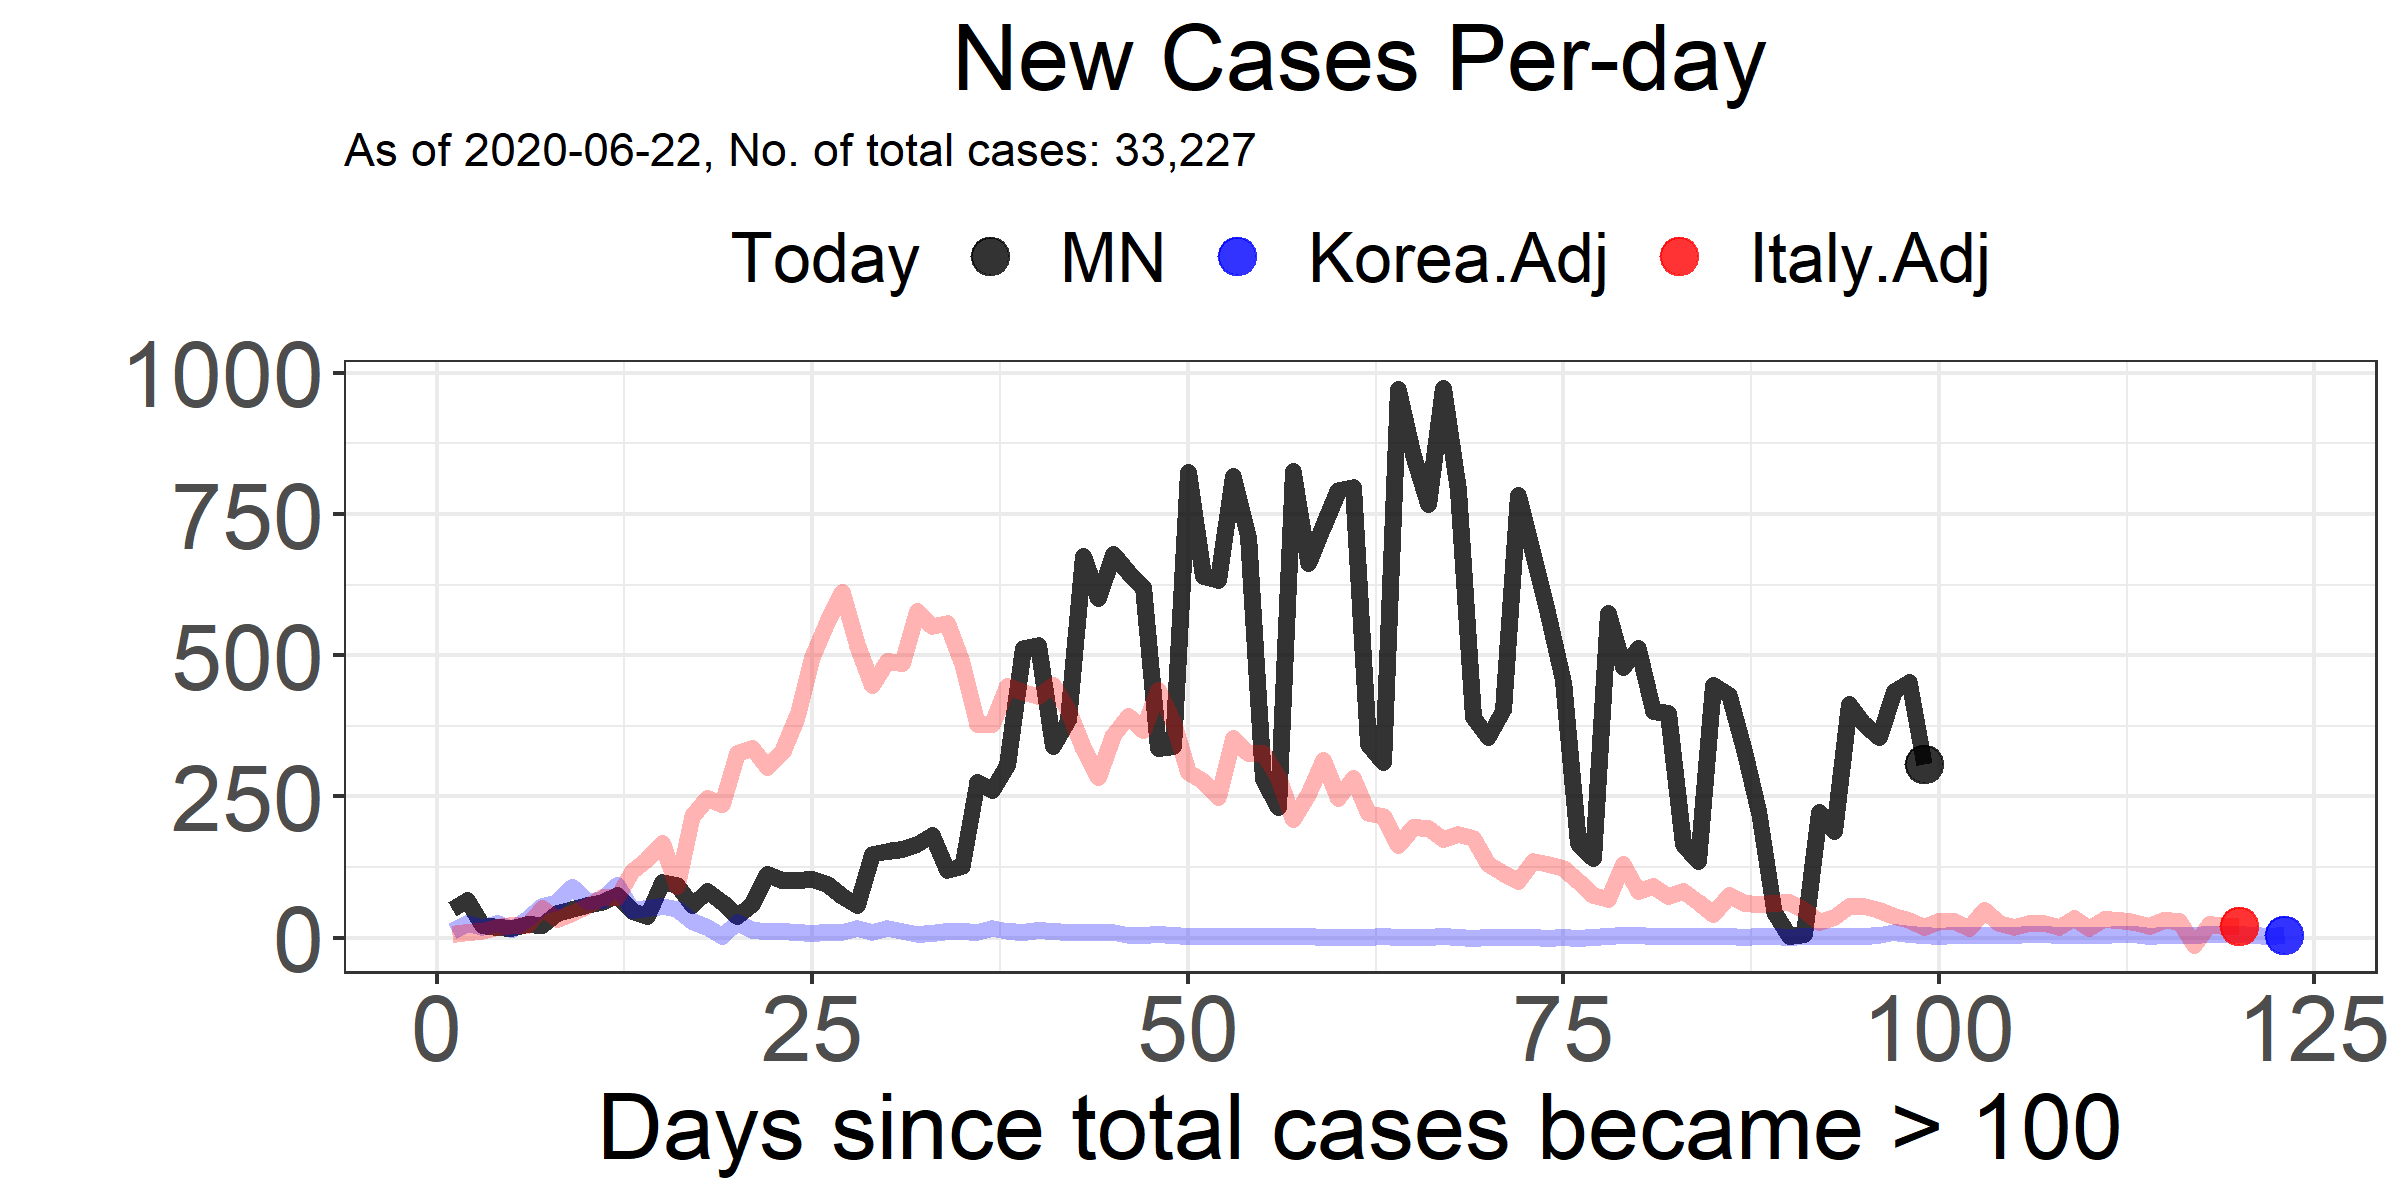 New Cases Per-day
As of 2020-06-22, No. of total cases: 33,227
Today MN Korea.Adj Italy.Adj
1000
750
500
250
0
0 25 50 75 100 125
Days since total cases became > 100